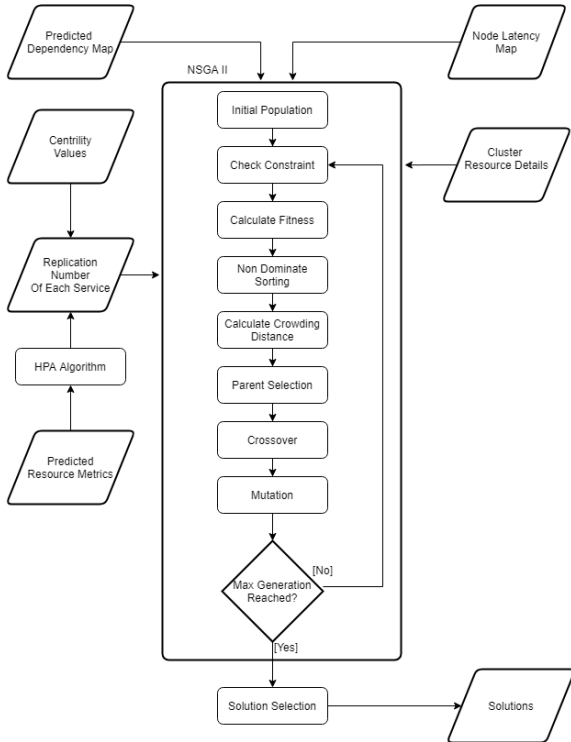 Predicted
Dependency Map
Node Latency
Map
NSGA II
Initial Population
Centrility
Values
Check Constraint
Cluster
Resource Details
Calculate Fitness
Replication
Number
Of Each Service
Non Dominate
Sorting
Calculate Crowding
Distance
HPA Algorithm
Parent Selection
Crossover
Predicted
Resource Metrics
Mutation
[No]
Max Generation
Reached?
[Yes]
Solution Selection
Solutions